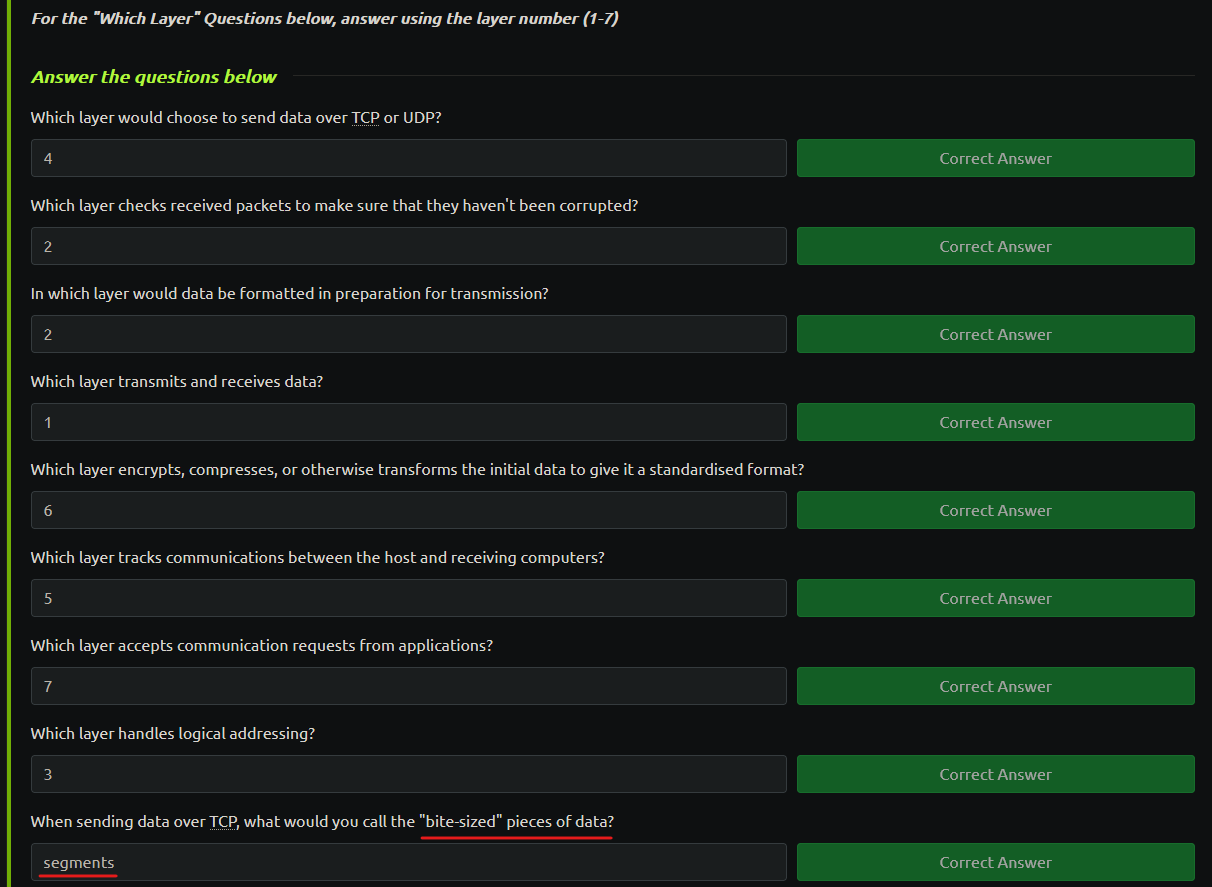 For the "Which Layer" Questions below, answer using the layer number (1-7)
Answer the questions below
Which layer would choose to send data over TCP or UDP?
4
Correct Answer
Which layer checks received packets to make sure that they haven't been corrupted?
2
Correct Answer
In which layer would data be formatted in preparation for transmission?
2
Correct Answer
Which layer transmits and receives data?
1
Correct Answer
Which layer encrypts, compresses, or otherwise transforms the initial data to give it a standardised format?
6
Correct Answer
Which layer tracks communications between the host and receiving computers?
5
Correct Answer
Which layer accepts communication requests from applications?
7
Correct Answer
Which layer handles logical addressing?
3
Correct Answer
When sending data over TCP, what would you call the "bite-sized" pieces of data?
segments
Correct Answer